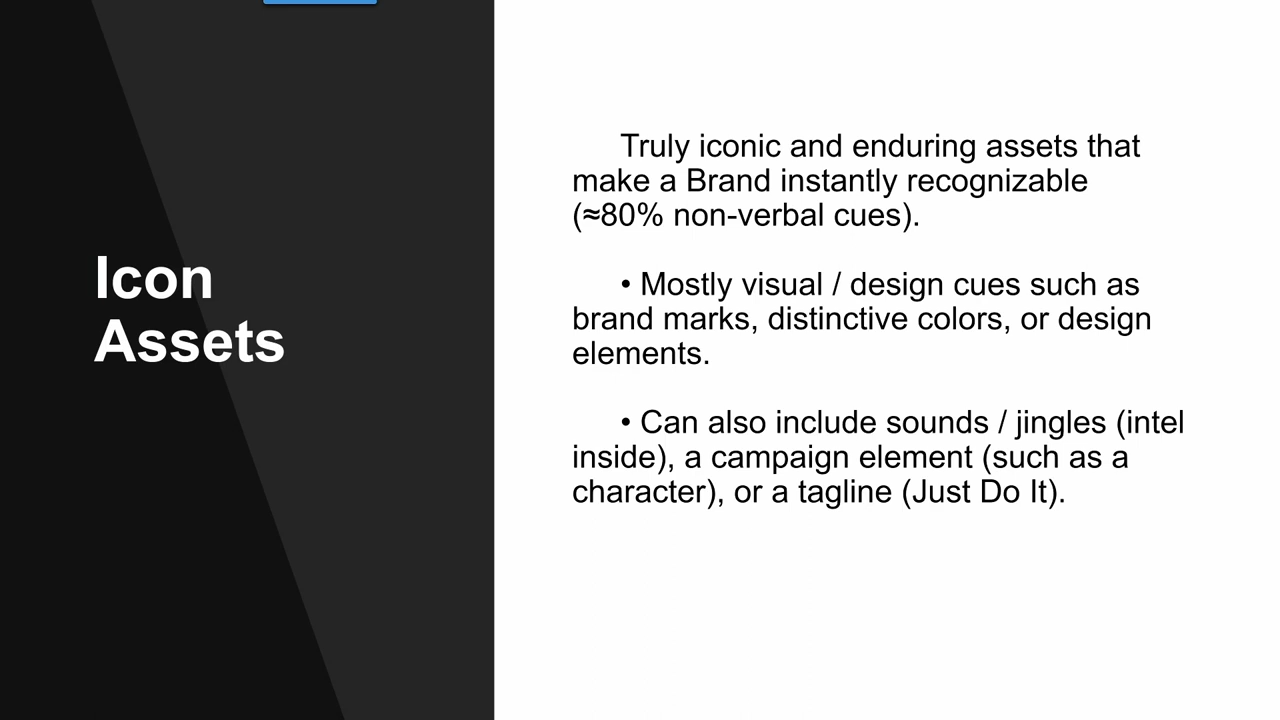 Icon
Assets
Truly iconic and enduring assets that
make a Brand instantly recognizable
(≈80% non-verbal cues).
• Mostly visual / design cues such as
brand marks, distinctive colors, or design
elements.
• Can also include sounds / jingles (intel
inside), a campaign element (such as a
character), or a tagline (Just Do It).